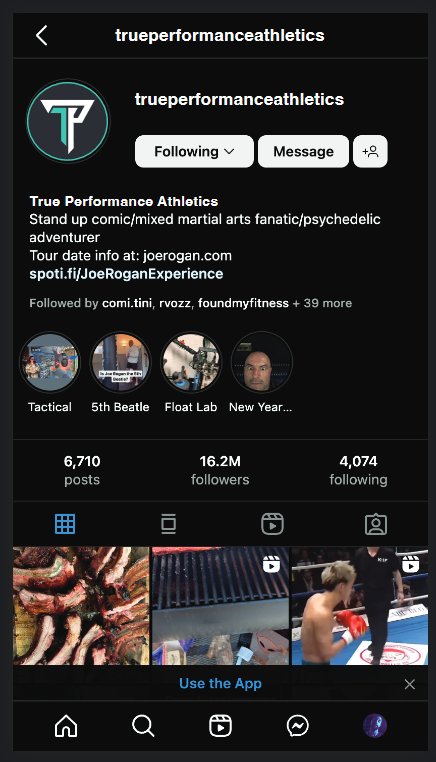 trueperformanceathletics
trueperformanceathletics
Following
Message
True Performance Athletics
Stand up comic/mixed martial arts fanatic/psychedelic
adventurer
Tour date info at: joerogan.com
spoti.fi/JoeRoganExperience
Followed by comi.tini, rvozz, foundmyfitness + 39 more
Is Joe Rogan the 5th
Beatle?
Tactical
5th Beatle
Float Lab
New Year...
6,710
posts
16.2M
followers
4,074
following
Use the App